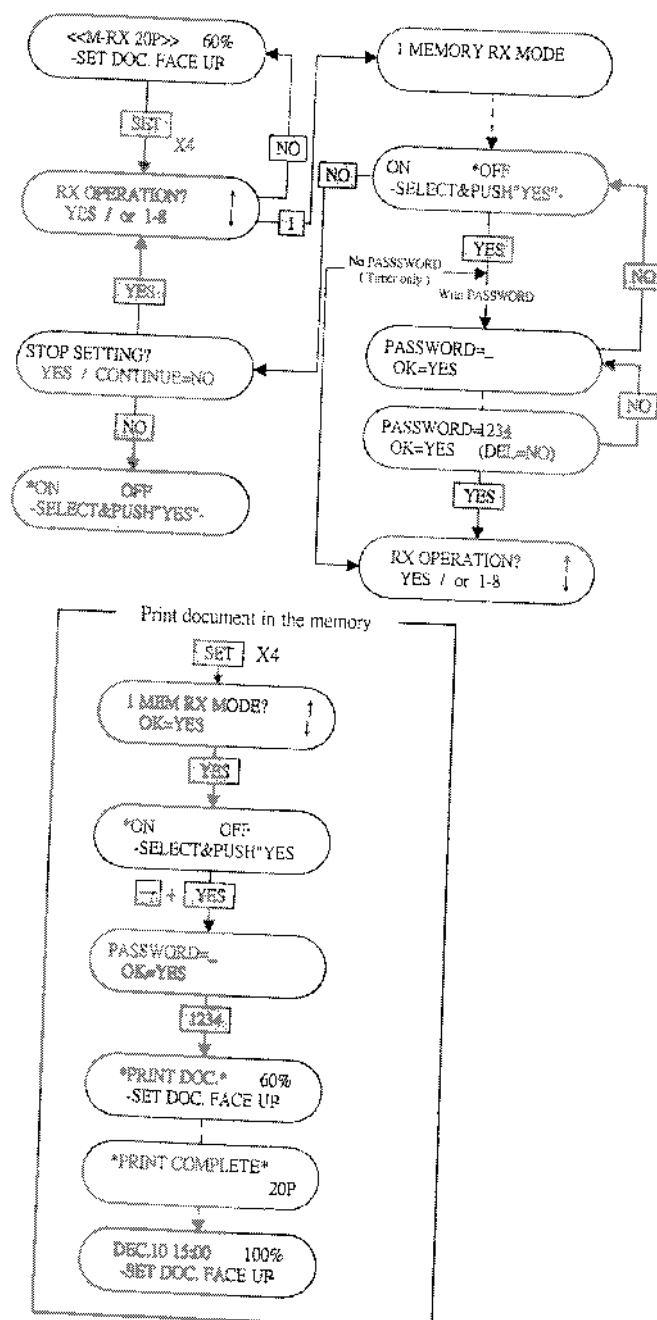 <<M-RX 20P>> 60%
-SET DOC. FACE UP
SET
X4
NO
RX OPERATION? ↑
YES / or 1-8 ↓
1
YES
STOP SETTING?
YES / CONTINUE=NO
NO
*ON OFF
-SELECT&PUSH"YES"-
1 MEMORY RX MODE
NO
ON *OFF
-SELECT&PUSH"YES"-
YES
NO
No PASSSWORD
( Timer only )
With PASSWORD
PASSWORD=_
OK=YES
NO
PASSWORD=1234
OK=YES (DEL=NO)
YES
RX OPERATION? ↑
YES / or 1-8 ↓
Print document in the memory
SET X4
1 MEM RX MODE? ↑
OK=YES ↓
YES
*ON OFF
-SELECT&PUSH"YES
+ YES
PASSWORD=_
OK=YES
1234
*PRINT DOC.* 60%
-SET DOC. FACE UP
*PRINT COMPLETE*
20P
DEC.10 15:00 100%
-SET DOC. FACE UP